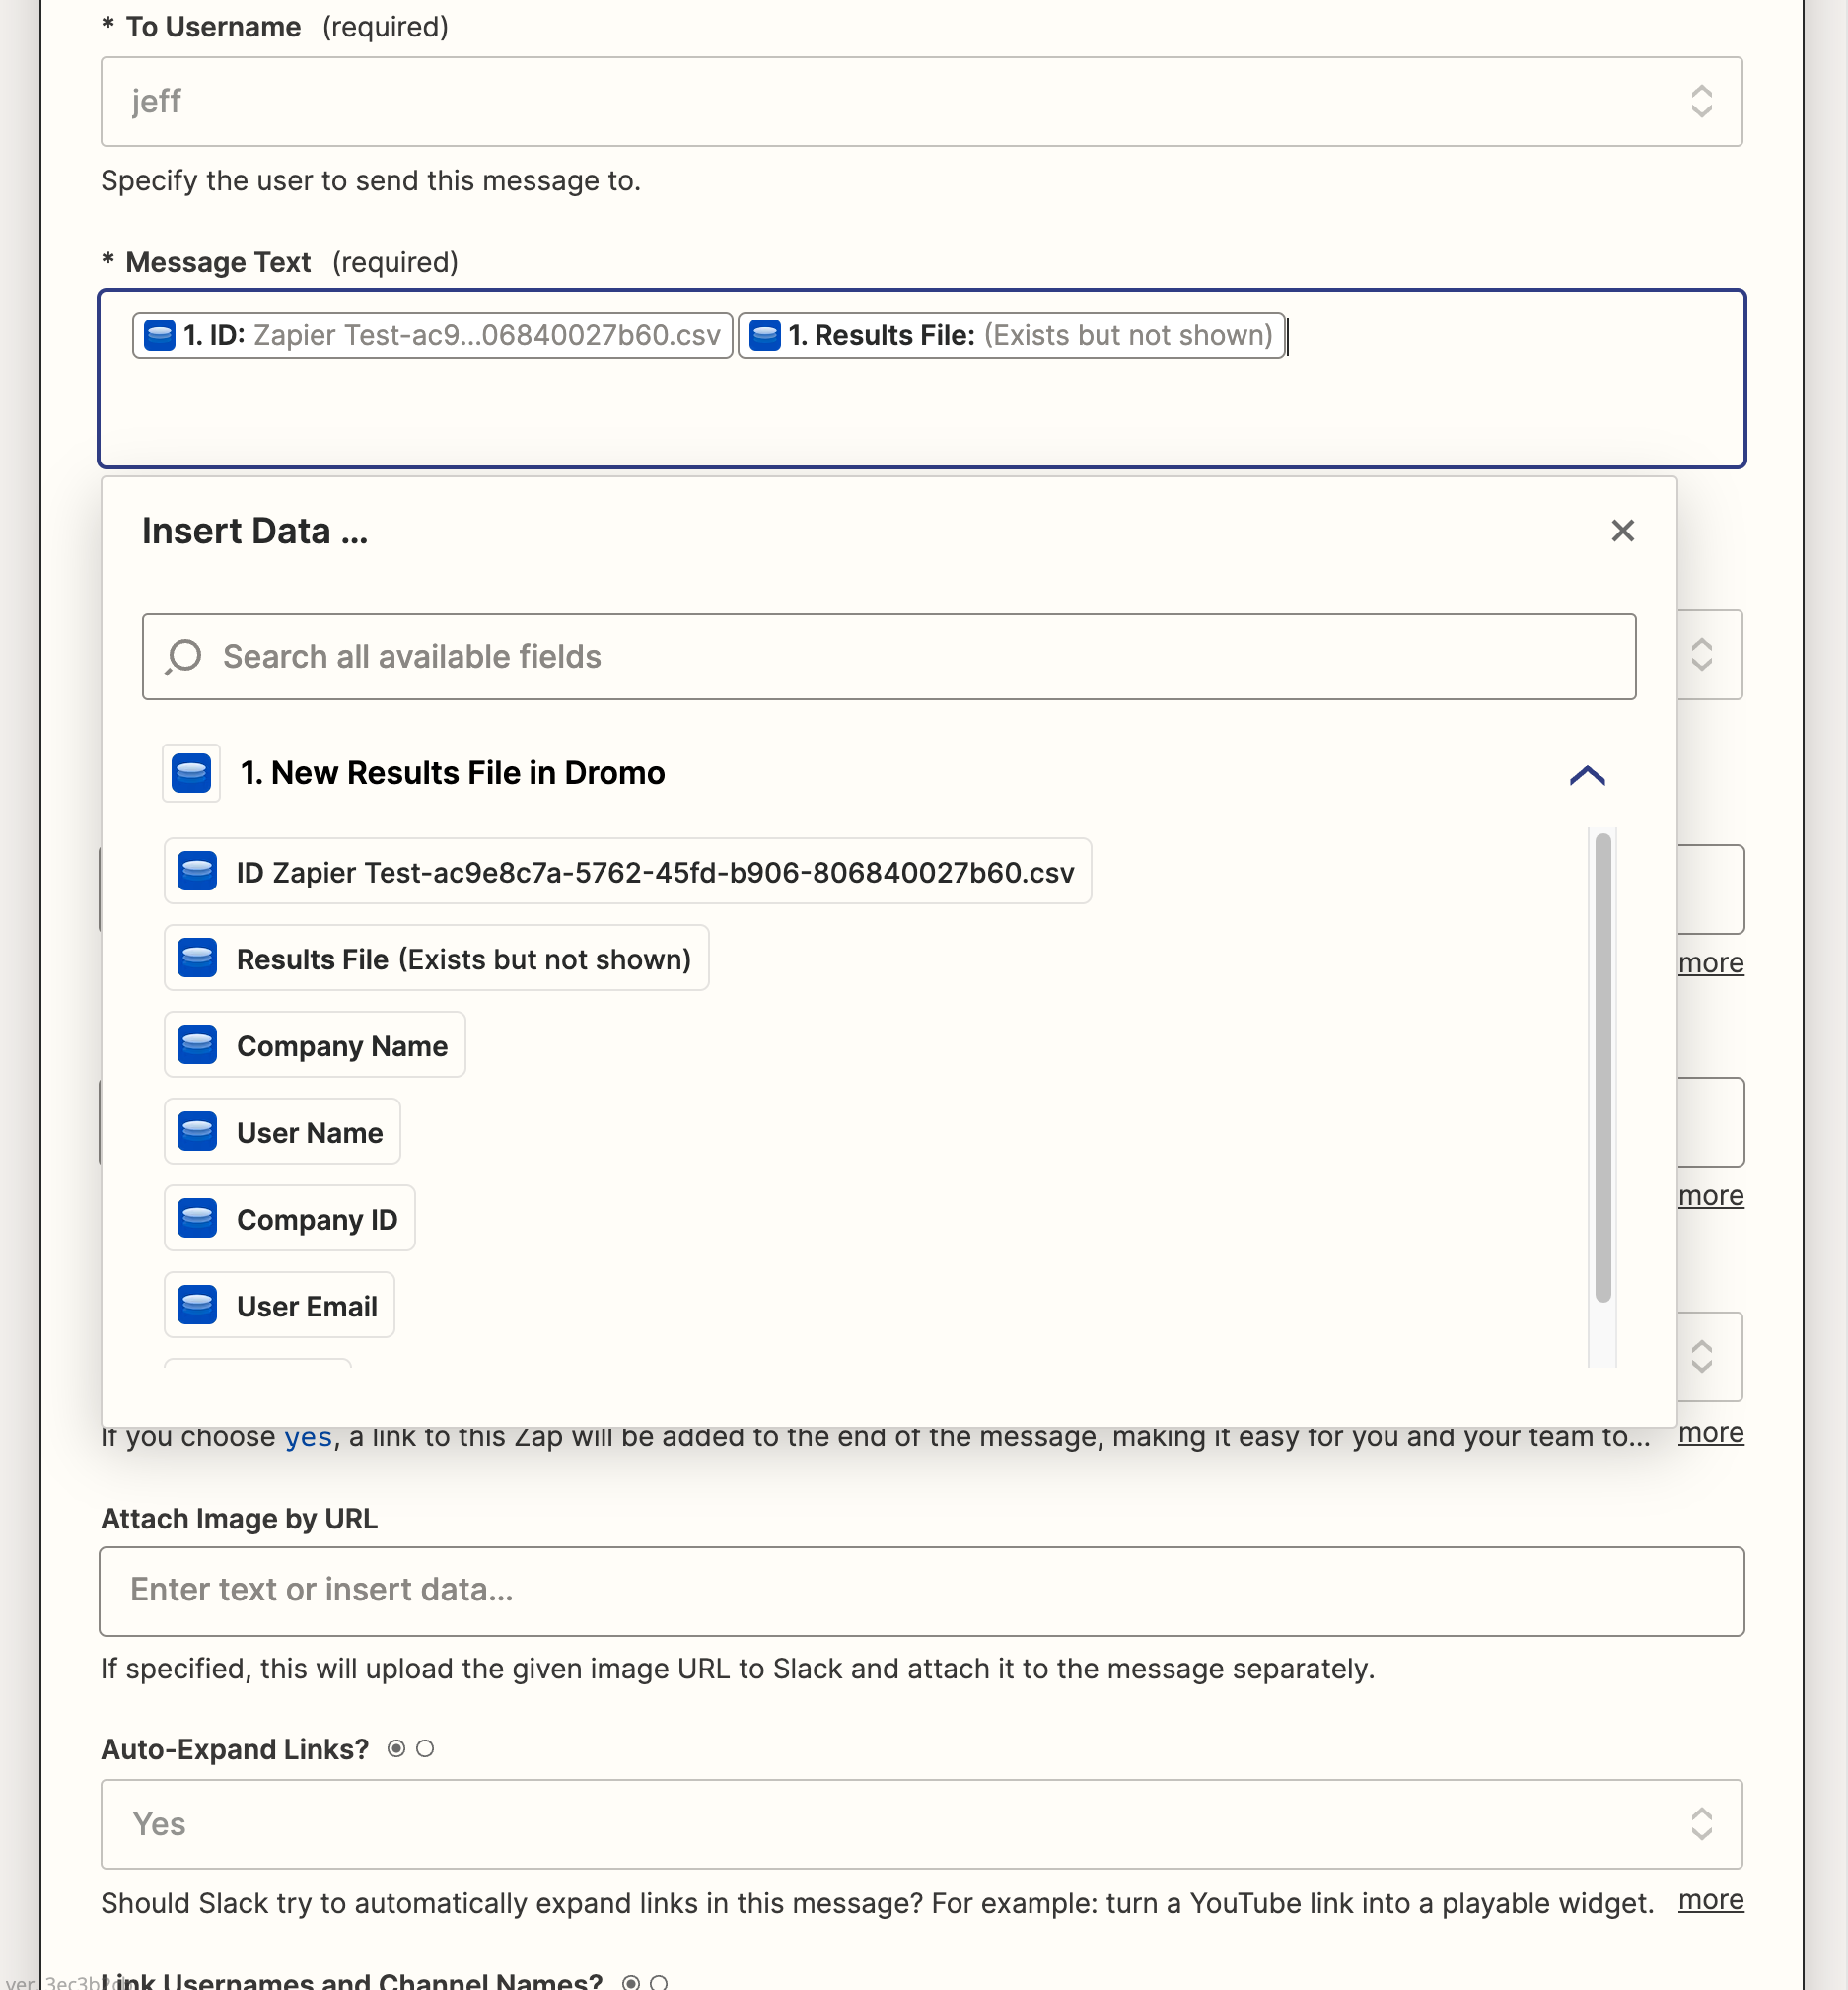 * To Username (required)
jeff
Specify the user to send this message to.
* Message Text (required)
1. ID: Zapier Test-ac9...06840027b60.csv 1. Results File: (Exists but not shown)
Insert Data ...
Search all available fields
1. New Results File in Dromo
ID Zapier Test-ac9e8c7a-5762-45fd-b906-806840027b60.csv
Results File (Exists but not shown)
more
Company Name
User Name
more
Company ID
User Email
If you choose yes, a link to this Zap will be added to the end of the message, making it easy for you and your team to... more
Attach Image by URL
Enter text or insert data...
If specified, this will upload the given image URL to Slack and attach it to the message separately.
Auto-Expand Links?
Yes
Should Slack try to automatically expand links in this message? For example: turn a YouTube link into a playable widget. more
Link Usernames and Channel Names?